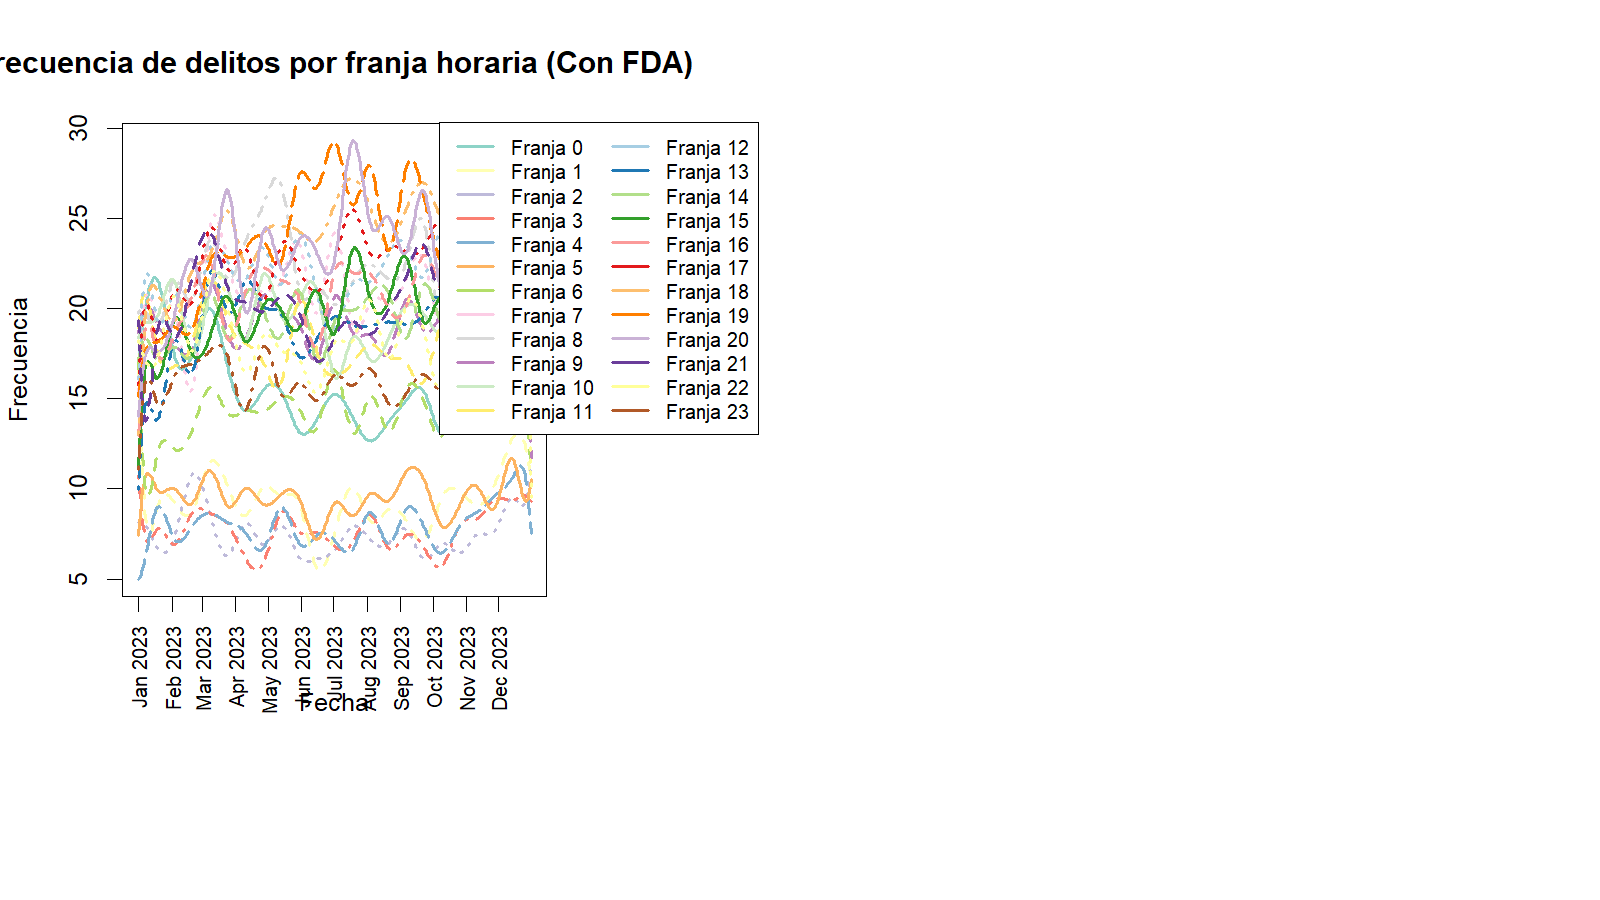 recuencia de delitos por franja horaria (Con FDA)
Frecuencia
30
25
20
15
10
5
Franja 0
Franja 1
Franja 2
Franja 3
Franja 4
Franja 5
Franja 6
Franja 7
Franja 8
Franja 9
Franja 10
Franja 11
Franja 12
Franja 13
Franja 14
Franja 15
Franja 16
Franja 17
Franja 18
Franja 19
Franja 20
Franja 21
Franja 22
Franja 23
Jan 2023
Feb 2023
Mar 2023
Apr 2023
May 2023
Jun 2023
Jul 2023
Aug 2023
Sep 2023
Oct 2023
Nov 2023
Dec 2023
Fecha